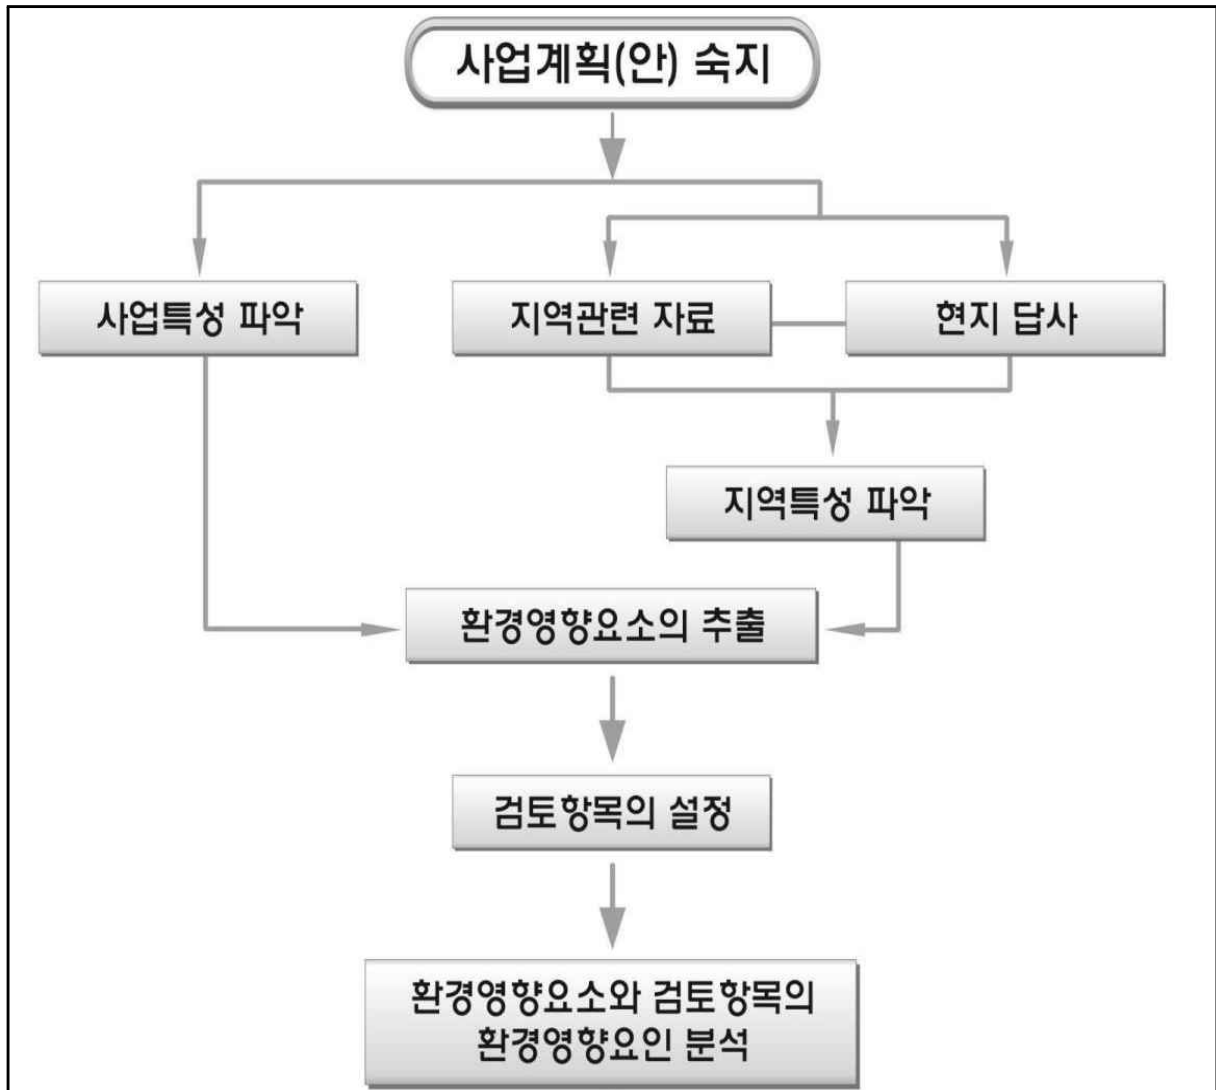 사업계획(안) 숙지
사업특성 파악
지역관련 자료
현지 답사
지역특성 파악
환경영향요소의 추출
검토항목의 설정
환경영향요소와 검토항목의
환경영향요인 분석